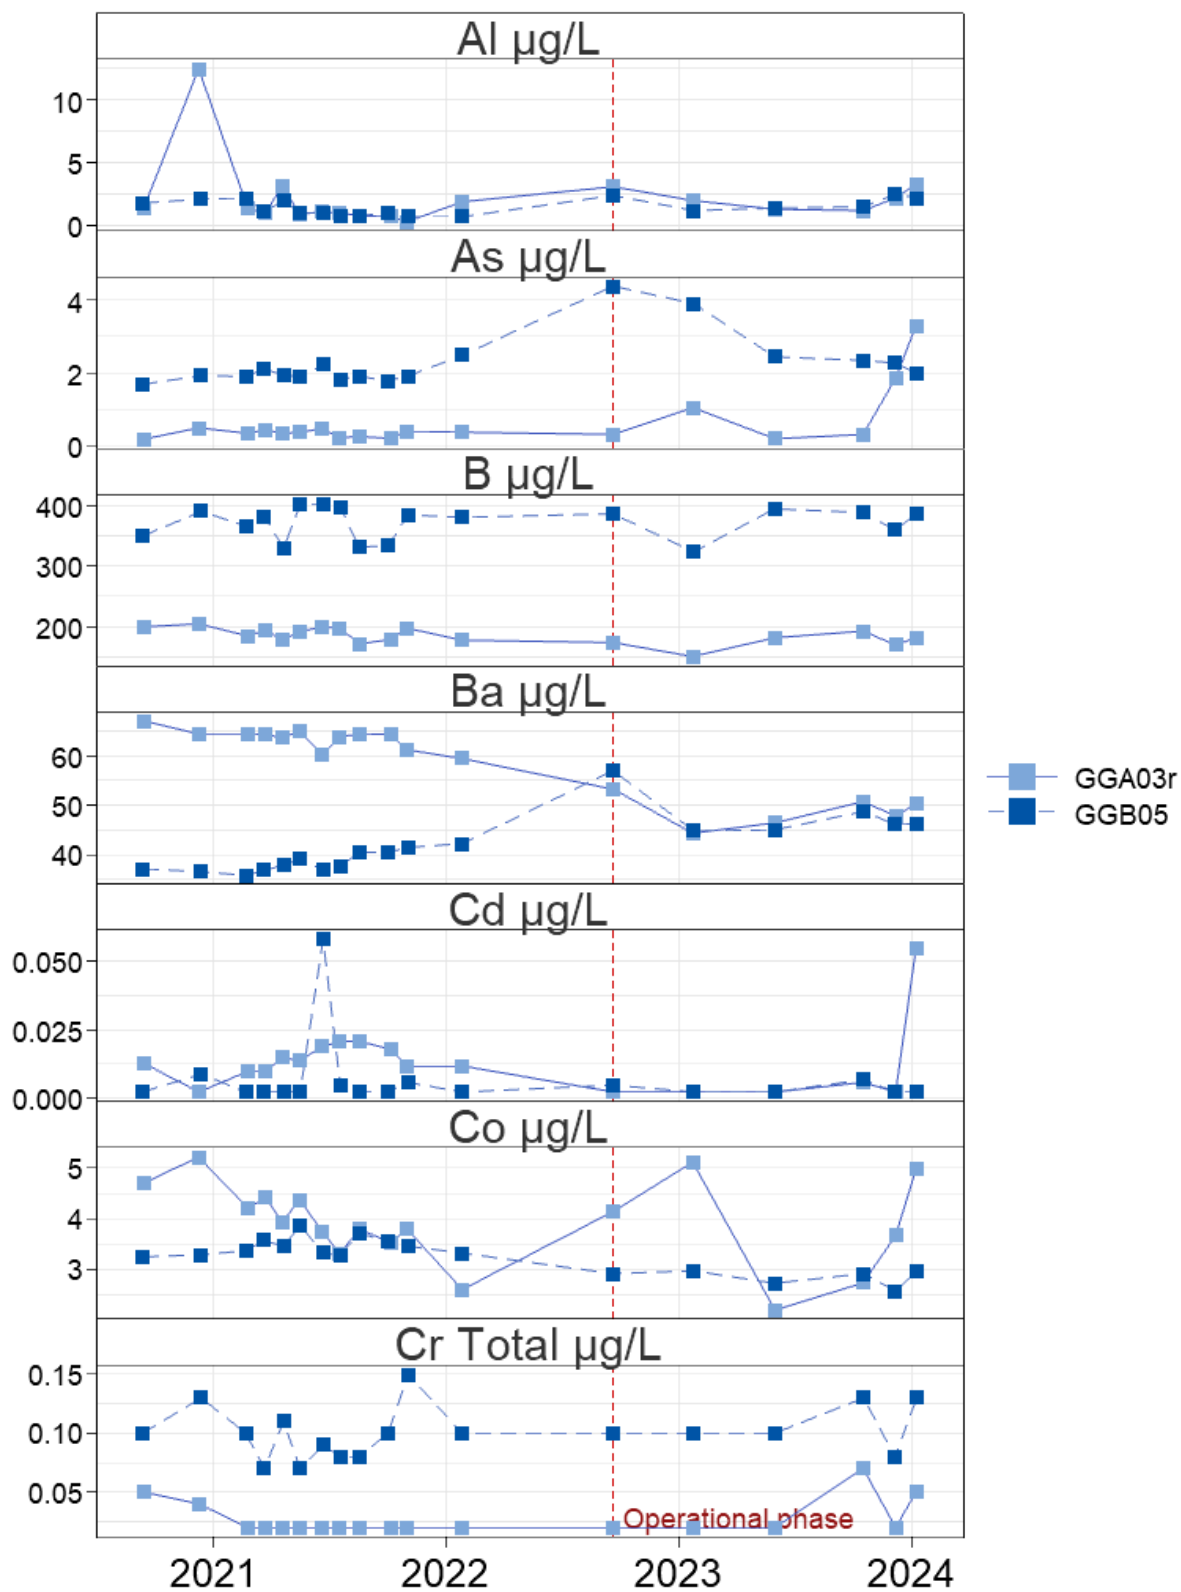 Al µg/L
10
5
0
As µg/L
4
2
0
B µg/L
400
300
200
Ba µg/L
60
50
40
GGA03r
GGB05
Cd µg/L
0.050
0.025
0.000
Co µg/L
5
4
3
Cr Total µg/L
0.15
0.10
0.05
Operational phase
2021 2022 2023 2024